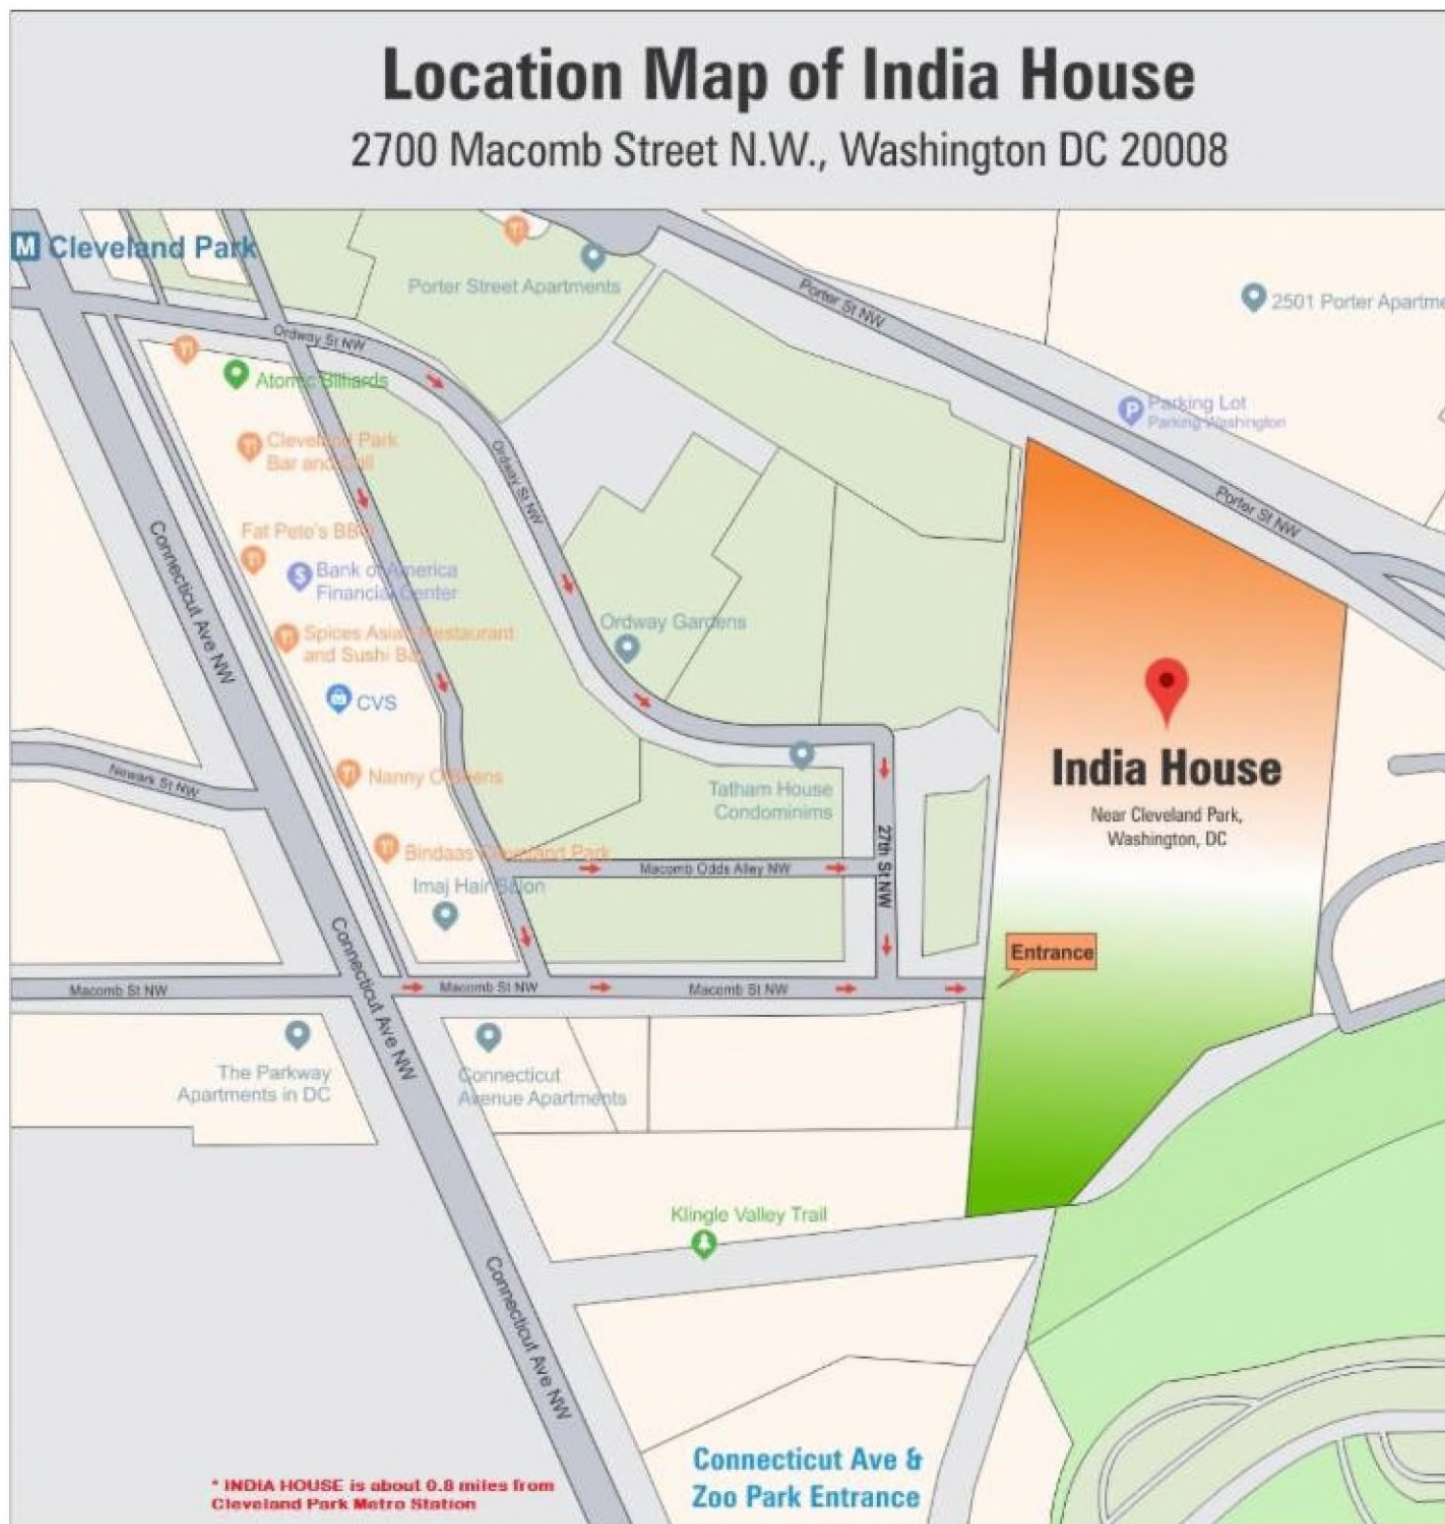 Location Map of India House
2700 Macomb Street N.W., Washington DC 20008
M Cleveland Park
Porter Street Apartments
Porter St NW
2501 Porter Apartme
Ordway St NW
Atomic Billiards
Parking Lot
Parking Washington
Cleveland Park
Bar and Grill
Ordway St NW
Porter St NW
Connecticut Ave NW
Fat Pete's BBQ
Bank of America
Financial Center
Spices Asian Restaurant
and Sushi Bar
Ordway Gardens
CVS
India House
Near Cleveland Park,
Washington, DC
Newark St NW
Nanny O'Briens
Tatham House
Condominims
27th St NW
Bindaas Cleveland Park
Macomb Odds Alley NW
Imaj Hair Salon
Entrance
Connecticut Ave NW
Macomb St NW
Macomb St NW
Macomb St NW
The Parkway
Apartments in DC
Connecticut
Avenue Apartments
Klingle Valley Trail
Connecticut Ave NW
Connecticut Ave &
Zoo Park Entrance
* INDIA HOUSE is about 0.8 miles from
Cleveland Park Metro Station